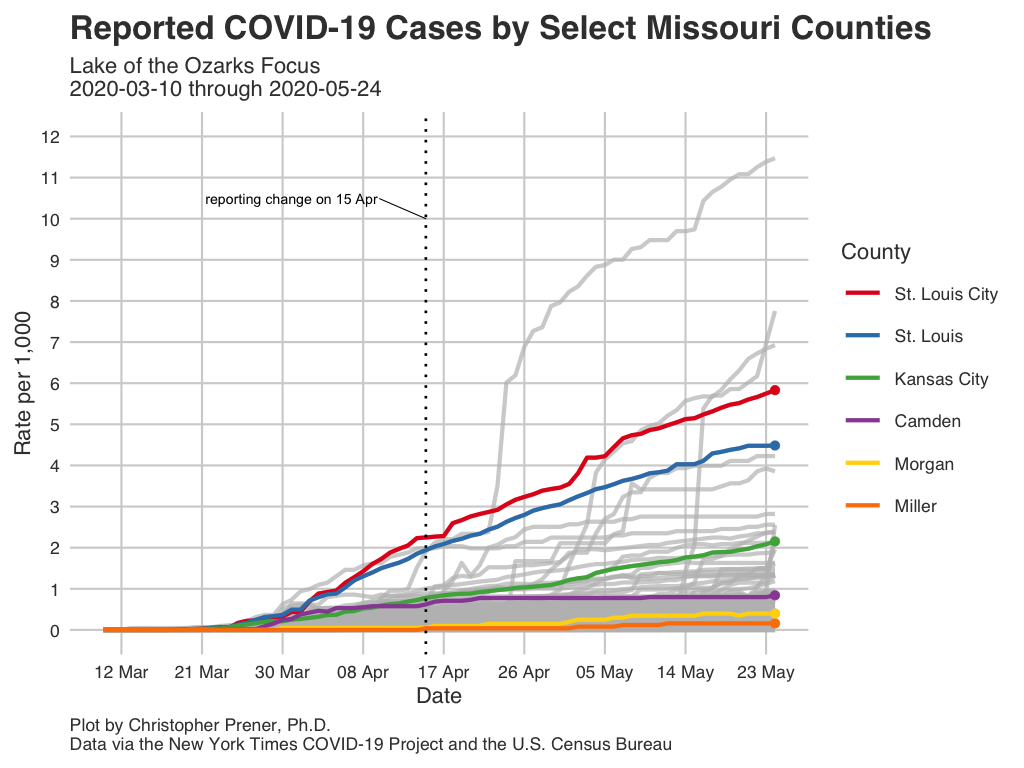 Reported COVID-19 Cases by Select Missouri Counties
Lake of the Ozarks Focus
2020-03-10 through 2020-05-24
12
11
10
9
8
7
6
5
4
3
2
1
0
Rate per 1,000
reporting change on 15 Apr
12 Mar
21 Mar
30 Mar
08 Apr
17 Apr
26 Apr
05 May
14 May
23 May
Date
County
St. Louis City
St. Louis
Kansas City
Camden
Morgan
Miller
Plot by Christopher Prener, Ph.D.
Data via the New York Times COVID-19 Project and the U.S. Census Bureau